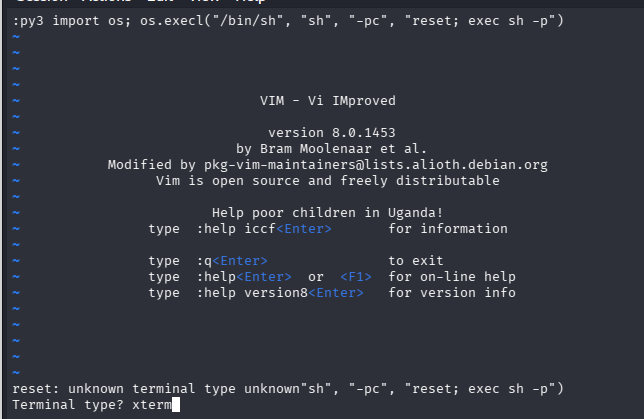 :py3 import os; os.execl("/bin/sh", "sh", "-pc", "reset; exec sh -p")
~
~
~
~
~ VIM - Vi IMproved
~
~ version 8.0.1453
~ by Bram Moolenaar et al.
~ Modified by pkg-vim-maintainers@lists.alioth.debian.org
~ Vim is open source and freely distributable
~
~ Help poor children in Uganda!
~ type :help iccf<Enter> for information
~
~ type :q<Enter> to exit
~ type :help<Enter> or <F1> for on-line help
~ type :help version8<Enter> for version info
~
~
~
~
~
reset: unknown terminal type unknown"sh", "-pc", "reset; exec sh -p")
Terminal type? xterm